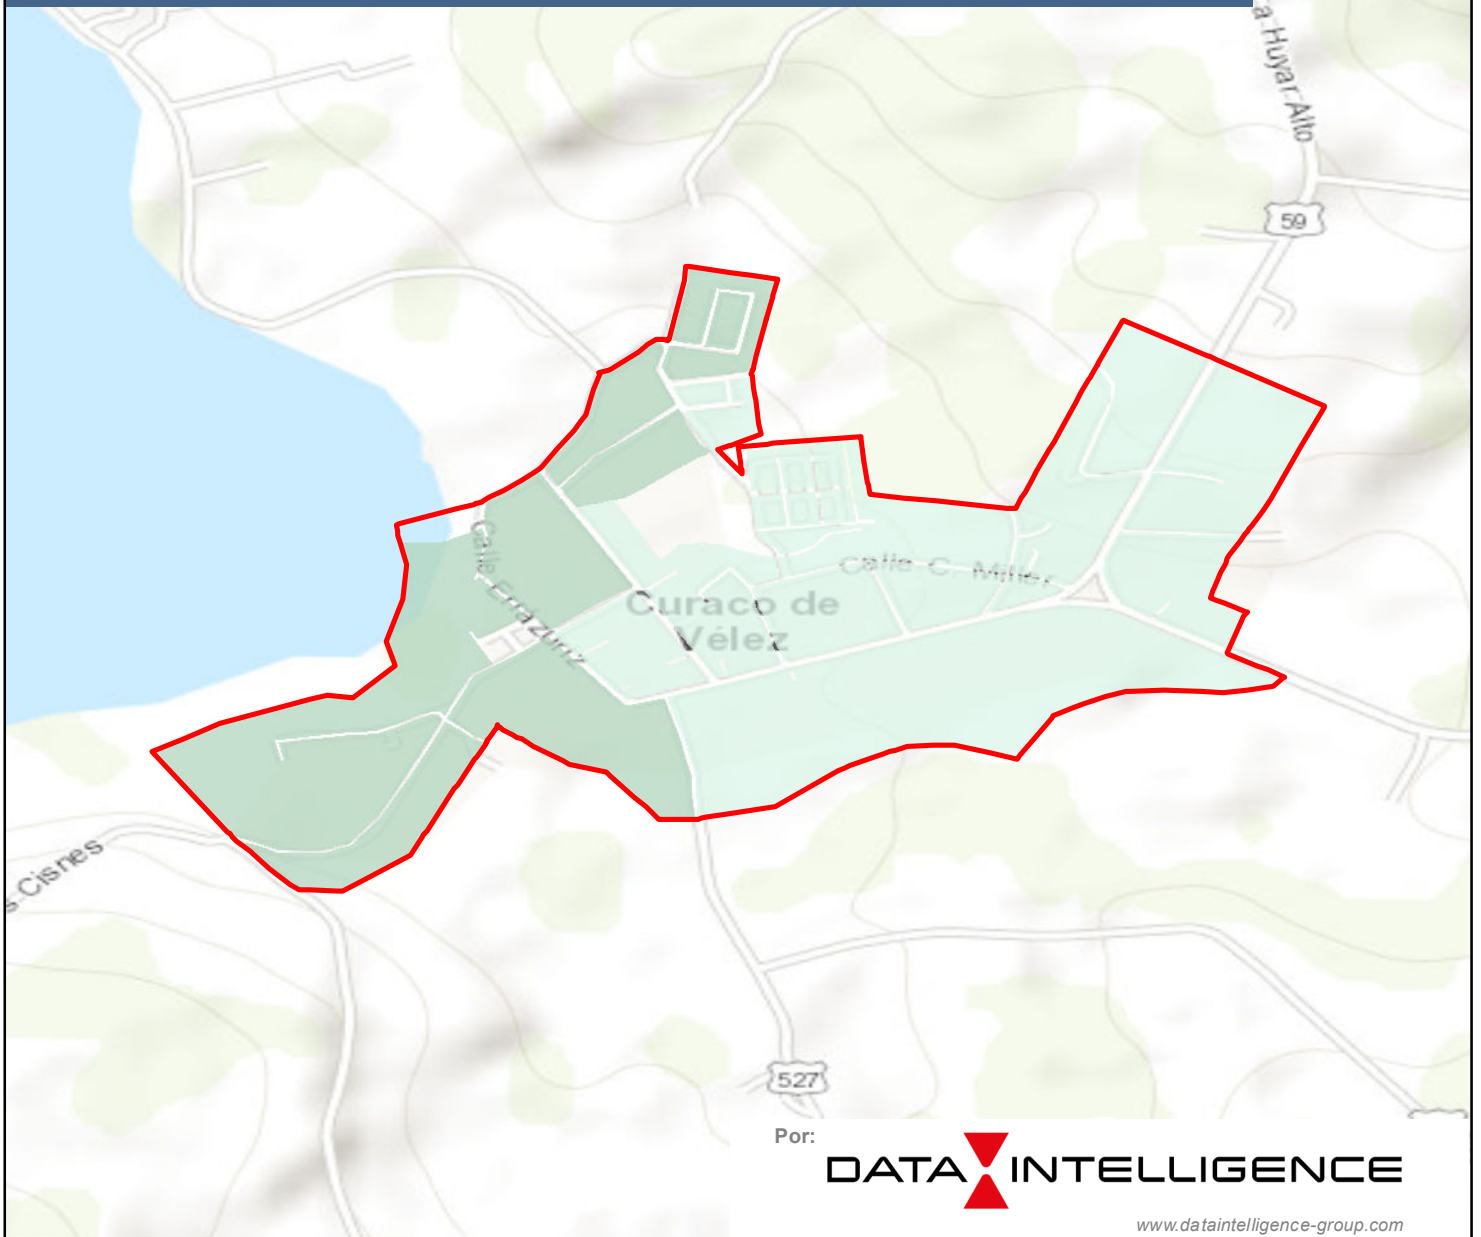 a Huyar Alto
59
Calle Errázuriz
Calle C. Miller
Curaco de
Vélez
s-Cisnes
527
Por:
DATA INTELLIGENCE
www.dataintelligence-group.com